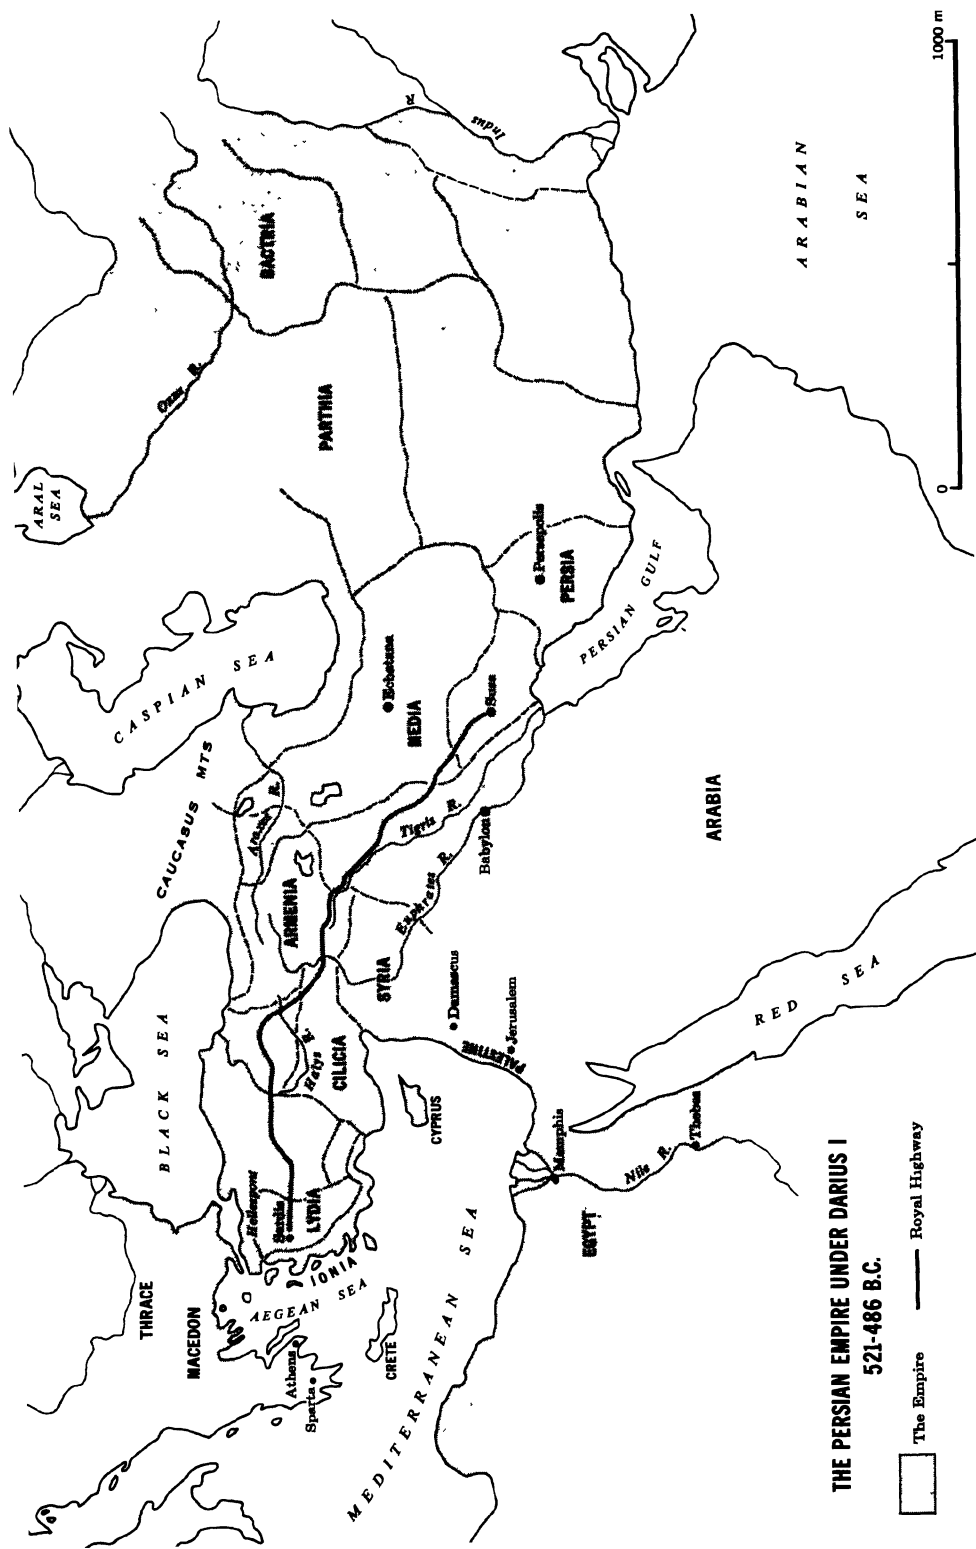 ARAL
SEA
Oxus R.
BACTRIA
Indus
R
PARTHIA
CASPIAN SEA
CAUCASUS MTS
BLACK SEA
THRACE
MACEDON
Hellespont
Sardis
LYDIA
IONIA
AEGEAN SEA
Athens
Sparta
CRETE
MEDITERRANEAN SEA
CYPRUS
Halys R.
CILICIA
ARMENIA
Araxes R.
SYRIA
Euphrates R.
Tigris R.
Babylon
MEDIA
Ecbatana
Susa
Persepolis
PERSIA
PERSIAN GULF
Damascus
Jerusalem
PALESTINE
Memphis
Nile R.
Thebes
EGYPT
RED SEA
ARABIA
ARABIAN
SEA
THE PERSIAN EMPIRE UNDER DARIUS I
521-486 B.C.
The Empire
Royal Highway
0
1000 m